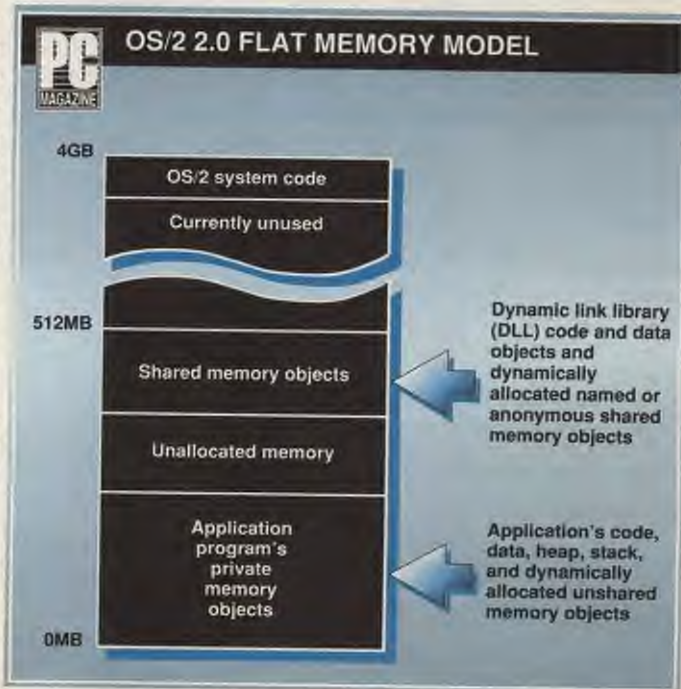 PC
MAGAZINE
OS/2 2.0 FLAT MEMORY MODEL
4GB
OS/2 system code
Currently unused
512MB
Shared memory objects
Dynamic link library
(DLL) code and data
objects and
dynamically
allocated named or
anonymous shared
memory objects
Unallocated memory
Application
program's
private
memory
objects
Application's code,
data, heap, stack,
and dynamically
allocated unshared
memory objects
0MB